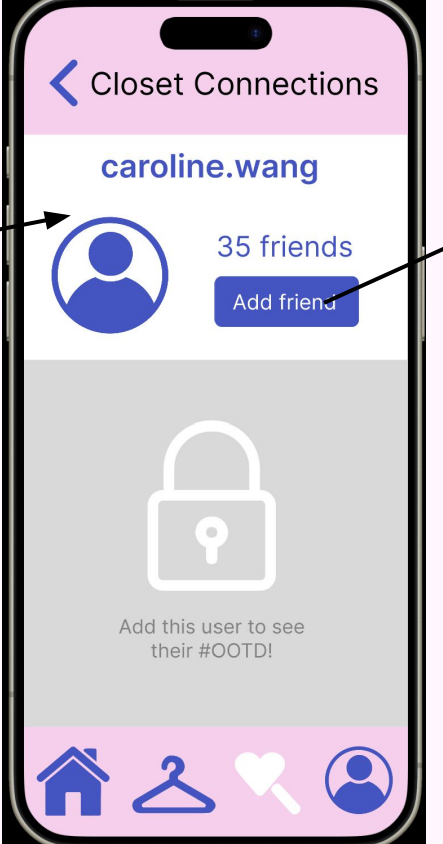 Closet Connections
caroline.wang
35 friends
Add friend
Add this user to see
their #OOTD!